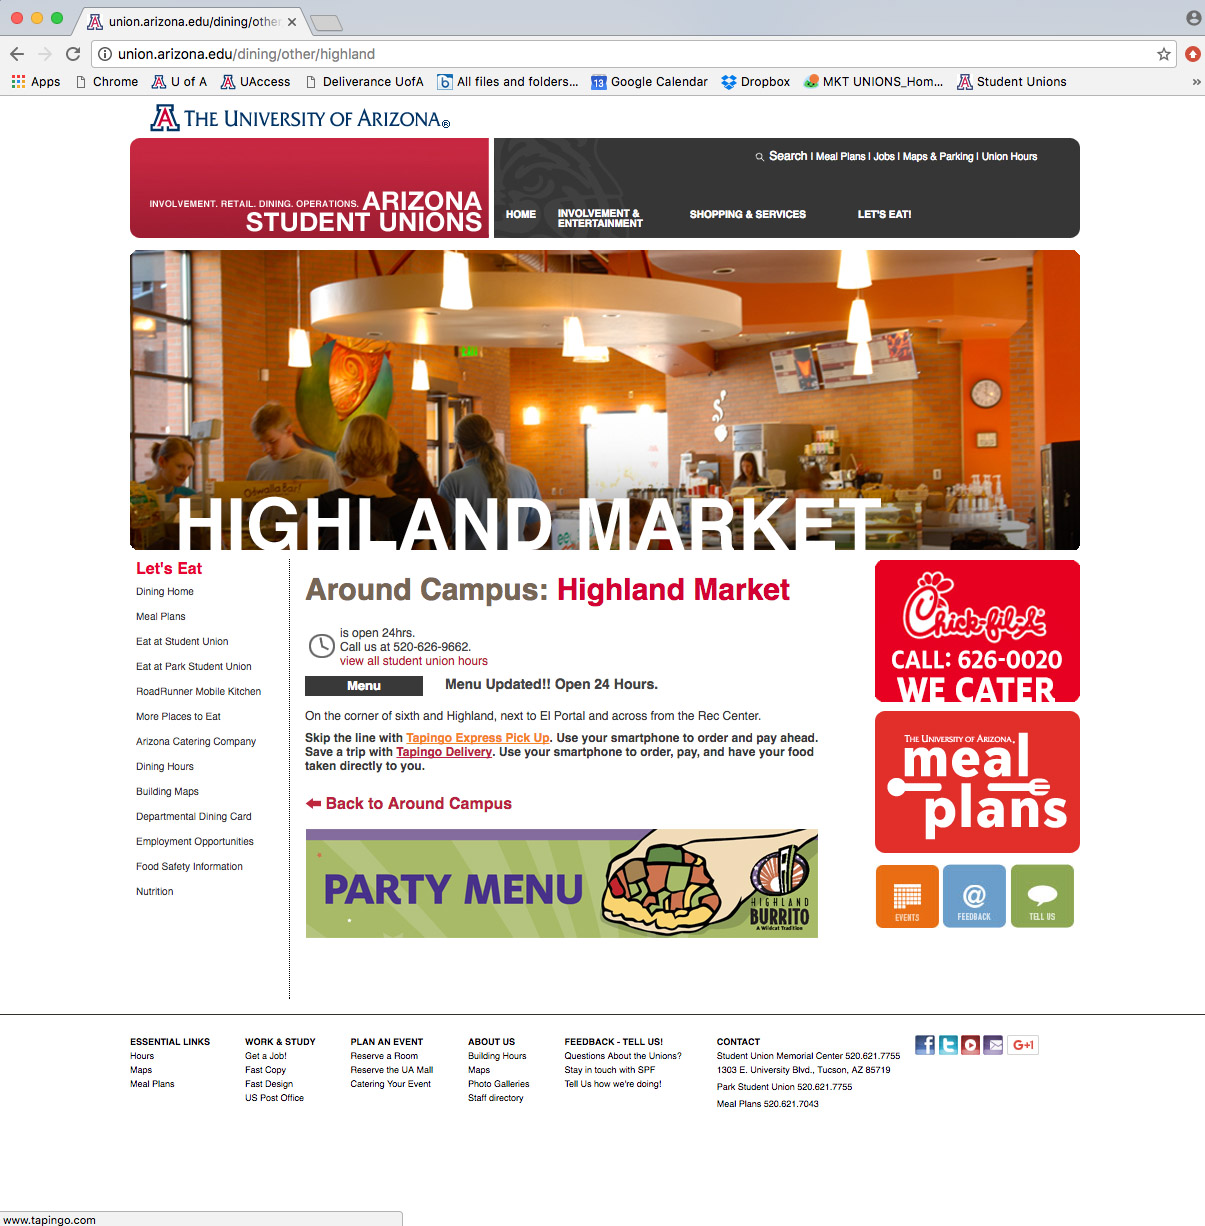 union.arizona.edu/dining/other
union.arizona.edu/dining/other/highland
Apps Chrome U of A UAccess Deliverance UofA All files and folders... Google Calendar Dropbox MKT UNIONS_Hom... Student Unions »
THE UNIVERSITY OF ARIZONA®
Search | Meal Plans | Jobs | Maps & Parking | Union Hours
INVOLVEMENT. RETAIL. DINING. OPERATIONS. ARIZONA
STUDENT UNIONS
HOME
INVOLVEMENT &
ENTERTAINMENT
SHOPPING & SERVICES
LET'S EAT!
HIGHLAND MARKET
Let's Eat
Dining Home
Meal Plans
Eat at Student Union
Eat at Park Student Union
RoadRunner Mobile Kitchen
More Places to Eat
Arizona Catering Company
Dining Hours
Building Maps
Departmental Dining Card
Employment Opportunities
Food Safety Information
Nutrition
Around Campus: Highland Market
is open 24hrs.
Call us at 520-626-9662.
view all student union hours
Menu
Menu Updated!! Open 24 Hours.
On the corner of sixth and Highland, next to El Portal and across from the Rec Center.
Skip the line with Tapingo Express Pick Up. Use your smartphone to order and pay ahead.
Save a trip with Tapingo Delivery. Use your smartphone to order, pay, and have your food
taken directly to you.
Back to Around Campus
PARTY MENU
HIGHLAND
BURRITO
A Wildcat Tradition
Chick-fil-A
CALL: 626-0020
WE CATER
THE UNIVERSITY OF ARIZONA.
meal
plans
EVENTS
@
FEEDBACK
TELL US
ESSENTIAL LINKS
Hours
Maps
Meal Plans
WORK & STUDY
Get a Job!
Fast Copy
Fast Design
US Post Office
PLAN AN EVENT
Reserve a Room
Reserve the UA Mall
Catering Your Event
ABOUT US
Building Hours
Maps
Photo Galleries
Staff directory
FEEDBACK - TELL US!
Questions About the Unions?
Stay in touch with SPF
Tell Us how we're doing!
CONTACT
Student Union Memorial Center 520.621.7755
1303 E. University Blvd., Tucson, AZ 85719
Park Student Union 520.621.7755
Meal Plans 520.621.7043
G+1
www.tapingo.com